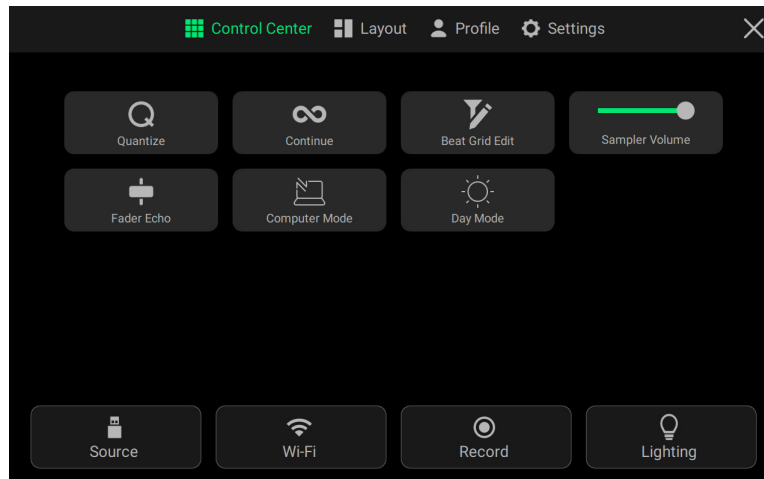 Control Center
Layout
Profile
Settings
Quantize
Continue
Beat Grid Edit
Sampler Volume
Fader Echo
Computer Mode
Day Mode
Source
Wi-Fi
Record
Lighting